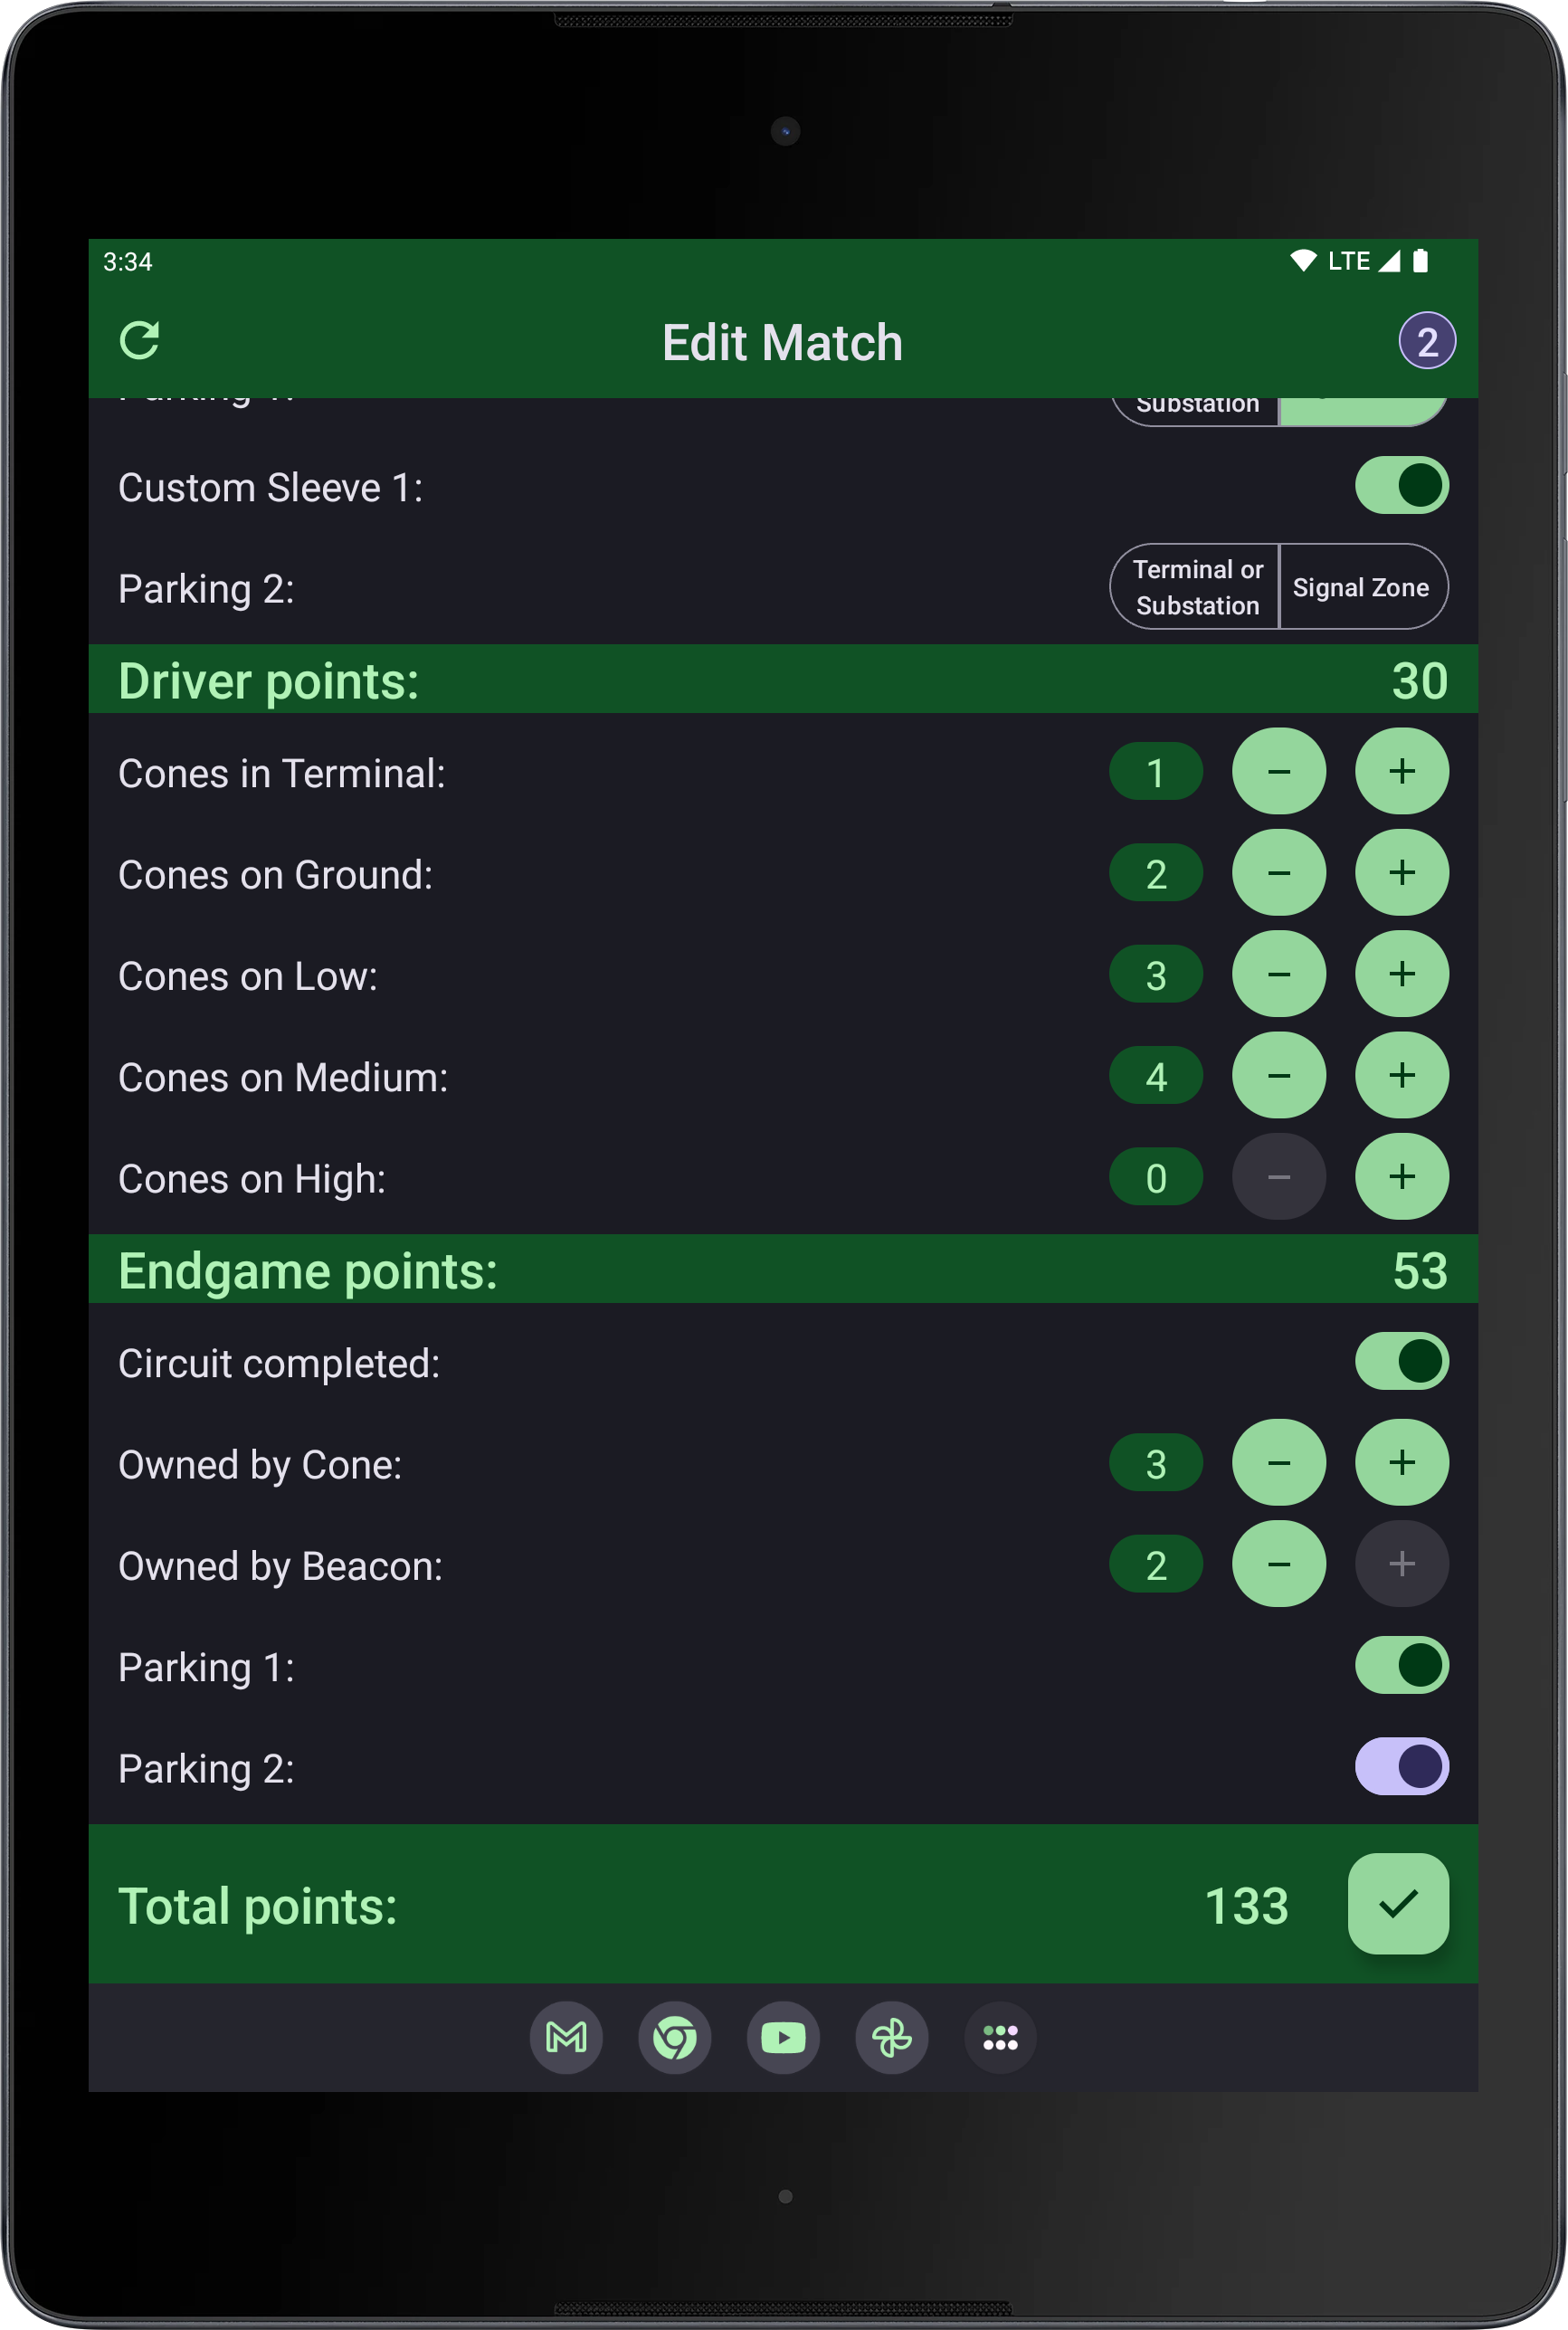 3:34
LTE
Edit Match
2
Substation
Custom Sleeve 1:
Parking 2:
Terminal or
Substation
Signal Zone
Driver points: 30
Cones in Terminal: 1 − +
Cones on Ground: 2 − +
Cones on Low: 3 − +
Cones on Medium: 4 − +
Cones on High: 0 − +
Endgame points: 53
Circuit completed:
Owned by Cone: 3 − +
Owned by Beacon: 2 − +
Parking 1:
Parking 2:
Total points: 133